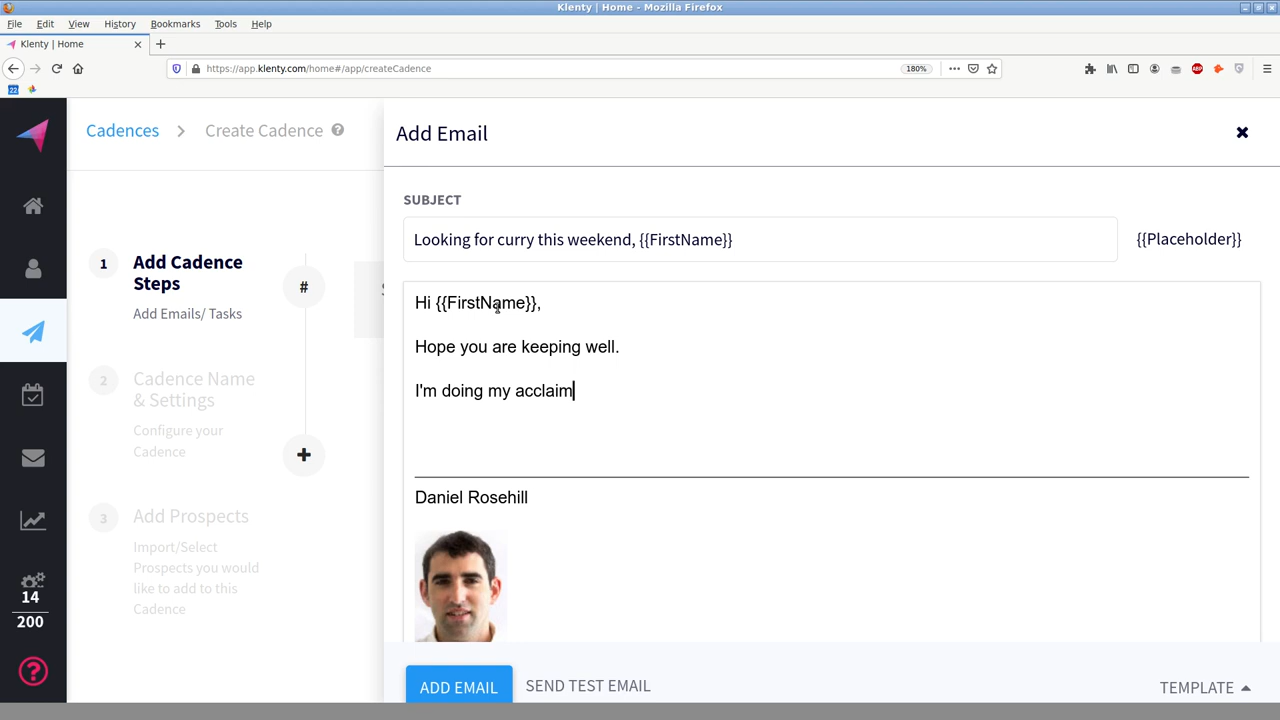 Klenty | Home - Mozilla Firefox
File Edit View History Bookmarks Tools Help
Klenty | Home
https://app.klenty.com/home#/app/createCadence
180%
ABP
22
Cadences > Create Cadence ?
Add Email
SUBJECT
Looking for curry this weekend, {{FirstName}}
{{Placeholder}}
1
Add Cadence
Steps
Add Emails/ Tasks
#
Hi {{FirstName}},
Hope you are keeping well.
I'm doing my acclaim
2
Cadence Name
& Settings
Configure your
Cadence
+
Daniel Rosehill
3
Add Prospects
Import/Select
Prospects you would
like to add to this
Cadence
14
200
?
ADD EMAIL
SEND TEST EMAIL
TEMPLATE